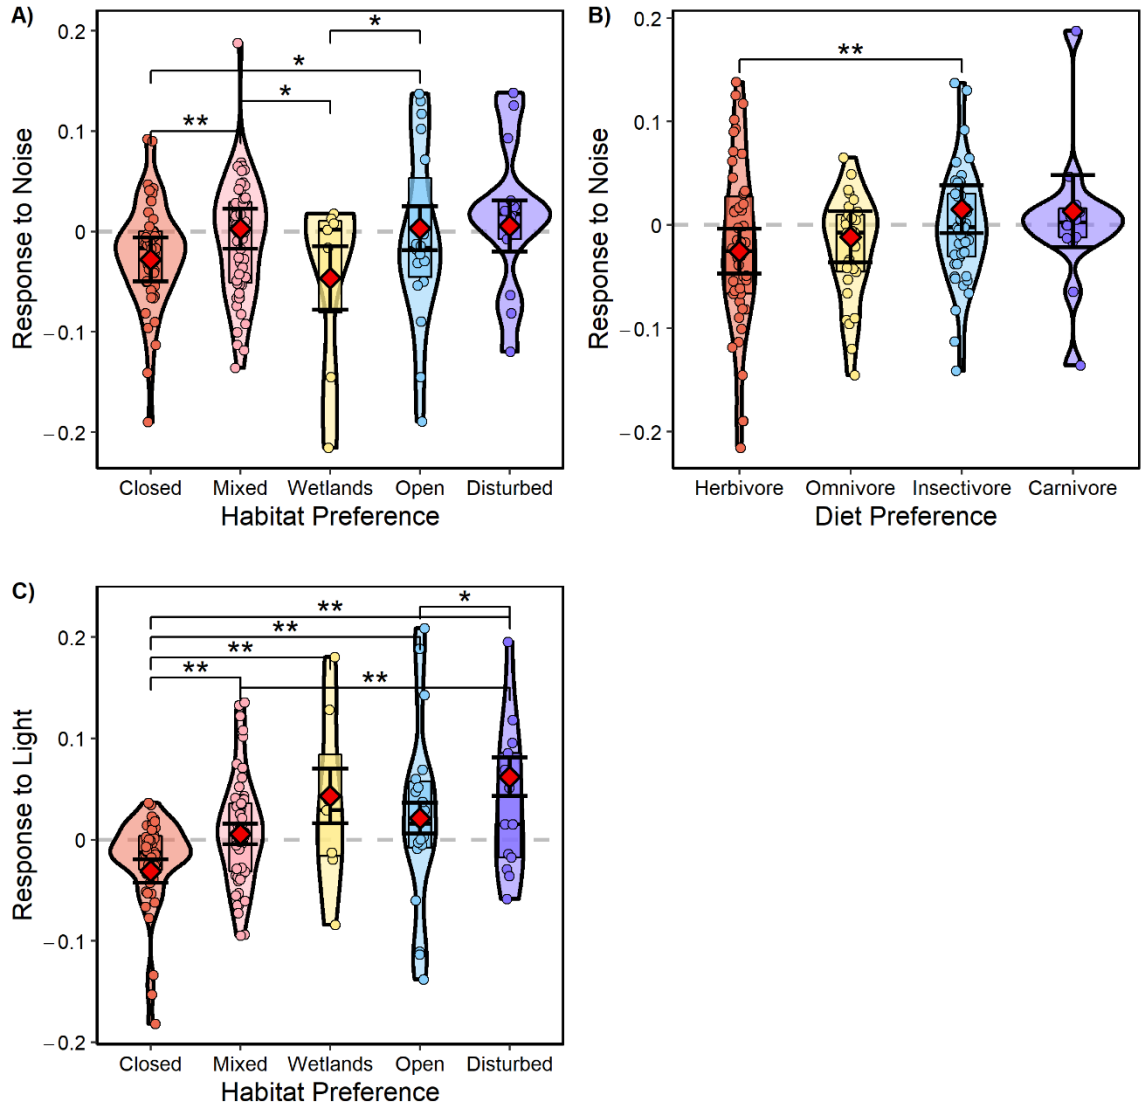 A)
Response to Noise
0.2
0.1
0
−0.1
−0.2
*
*
*
**
Closed Mixed Wetlands Open Disturbed
Habitat Preference
B)
Response to Noise
0.2
0.1
0
−0.1
−0.2
**
Herbivore Omnivore Insectivore Carnivore
Diet Preference
C)
Response to Light
0.2
0.1
0
−0.1
−0.2
*
**
**
**
**
**
Closed Mixed Wetlands Open Disturbed
Habitat Preference